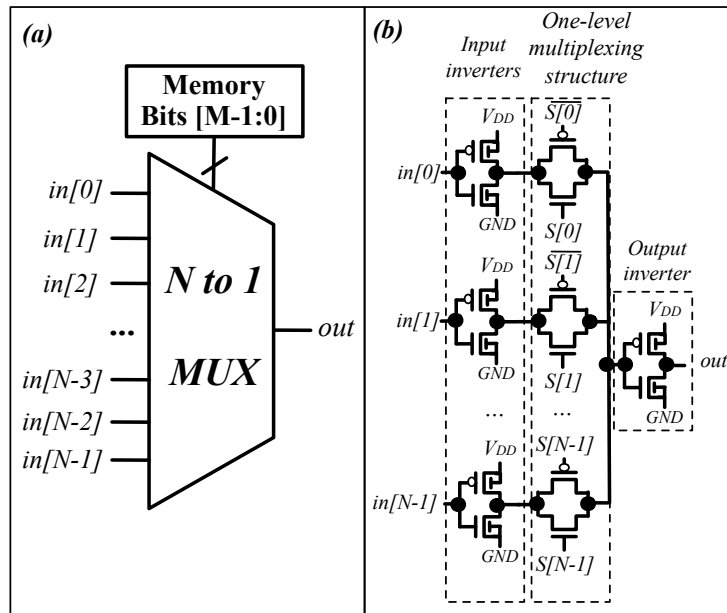 (a)
Memory
Bits [M-1:0]
in[0]
in[1]
in[2]
...
in[N-3]
in[N-2]
in[N-1]
N to 1
MUX
out
(b)
Input
inverters
One-level
multiplexing
structure
VDD
in[0]
GND
S[0]
S[0]
VDD
in[1]
GND
S[1]
S[1]
...
...
VDD
in[N-1]
GND
S[N-1]
S[N-1]
Output
inverter
VDD
out
GND